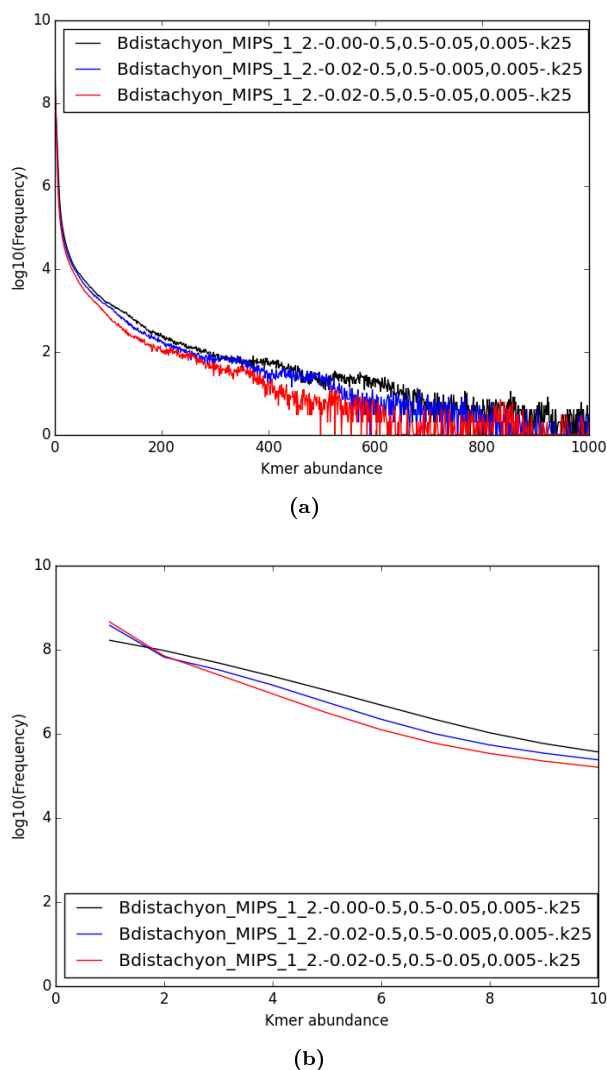 10
8
6
4
2
0
log10(Frequency)
Bdistachyon_MIPS_1_2.-0.00-0.5,0.5-0.05,0.005-.k25
Bdistachyon_MIPS_1_2.-0.02-0.5,0.5-0.005,0.005-.k25
Bdistachyon_MIPS_1_2.-0.02-0.5,0.5-0.05,0.005-.k25
0 200 400 600 800 1000
Kmer abundance
(a)
10
8
6
4
2
0
log10(Frequency)
Bdistachyon_MIPS_1_2.-0.00-0.5,0.5-0.05,0.005-.k25
Bdistachyon_MIPS_1_2.-0.02-0.5,0.5-0.005,0.005-.k25
Bdistachyon_MIPS_1_2.-0.02-0.5,0.5-0.05,0.005-.k25
0 2 4 6 8 10
Kmer abundance
(b)